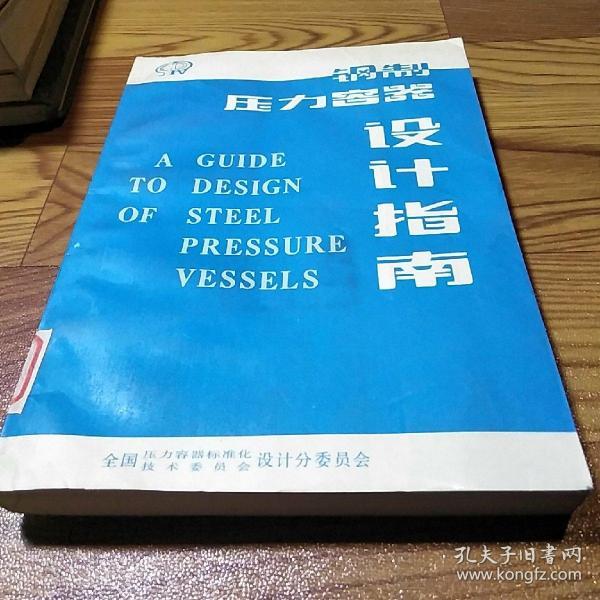 钢制
压力容器
设计指南
A GUIDE
TO DESIGN
OF STEEL
PRESSURE
VESSELS
全国压力容器标准化技术委员会设计分委员会
孔夫子旧书网
www.kongfz.com